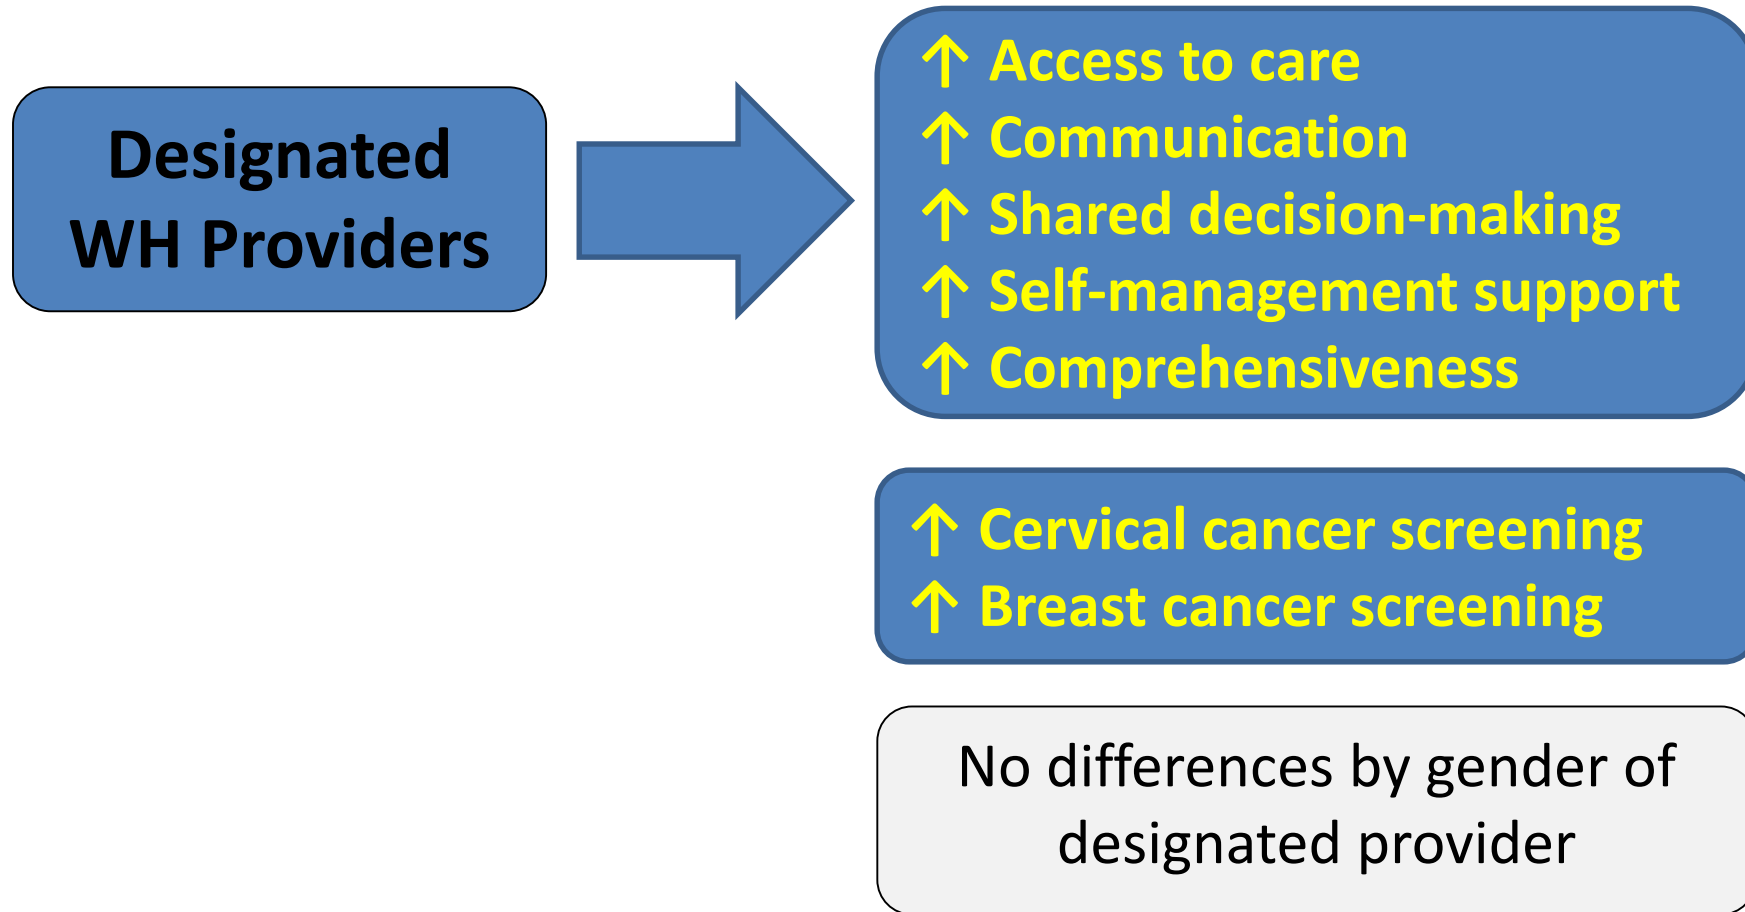 Designated
WH Providers
↑ Access to care
↑ Communication
↑ Shared decision-making
↑ Self-management support
↑ Comprehensiveness
↑ Cervical cancer screening
↑ Breast cancer screening
No differences by gender of
designated provider